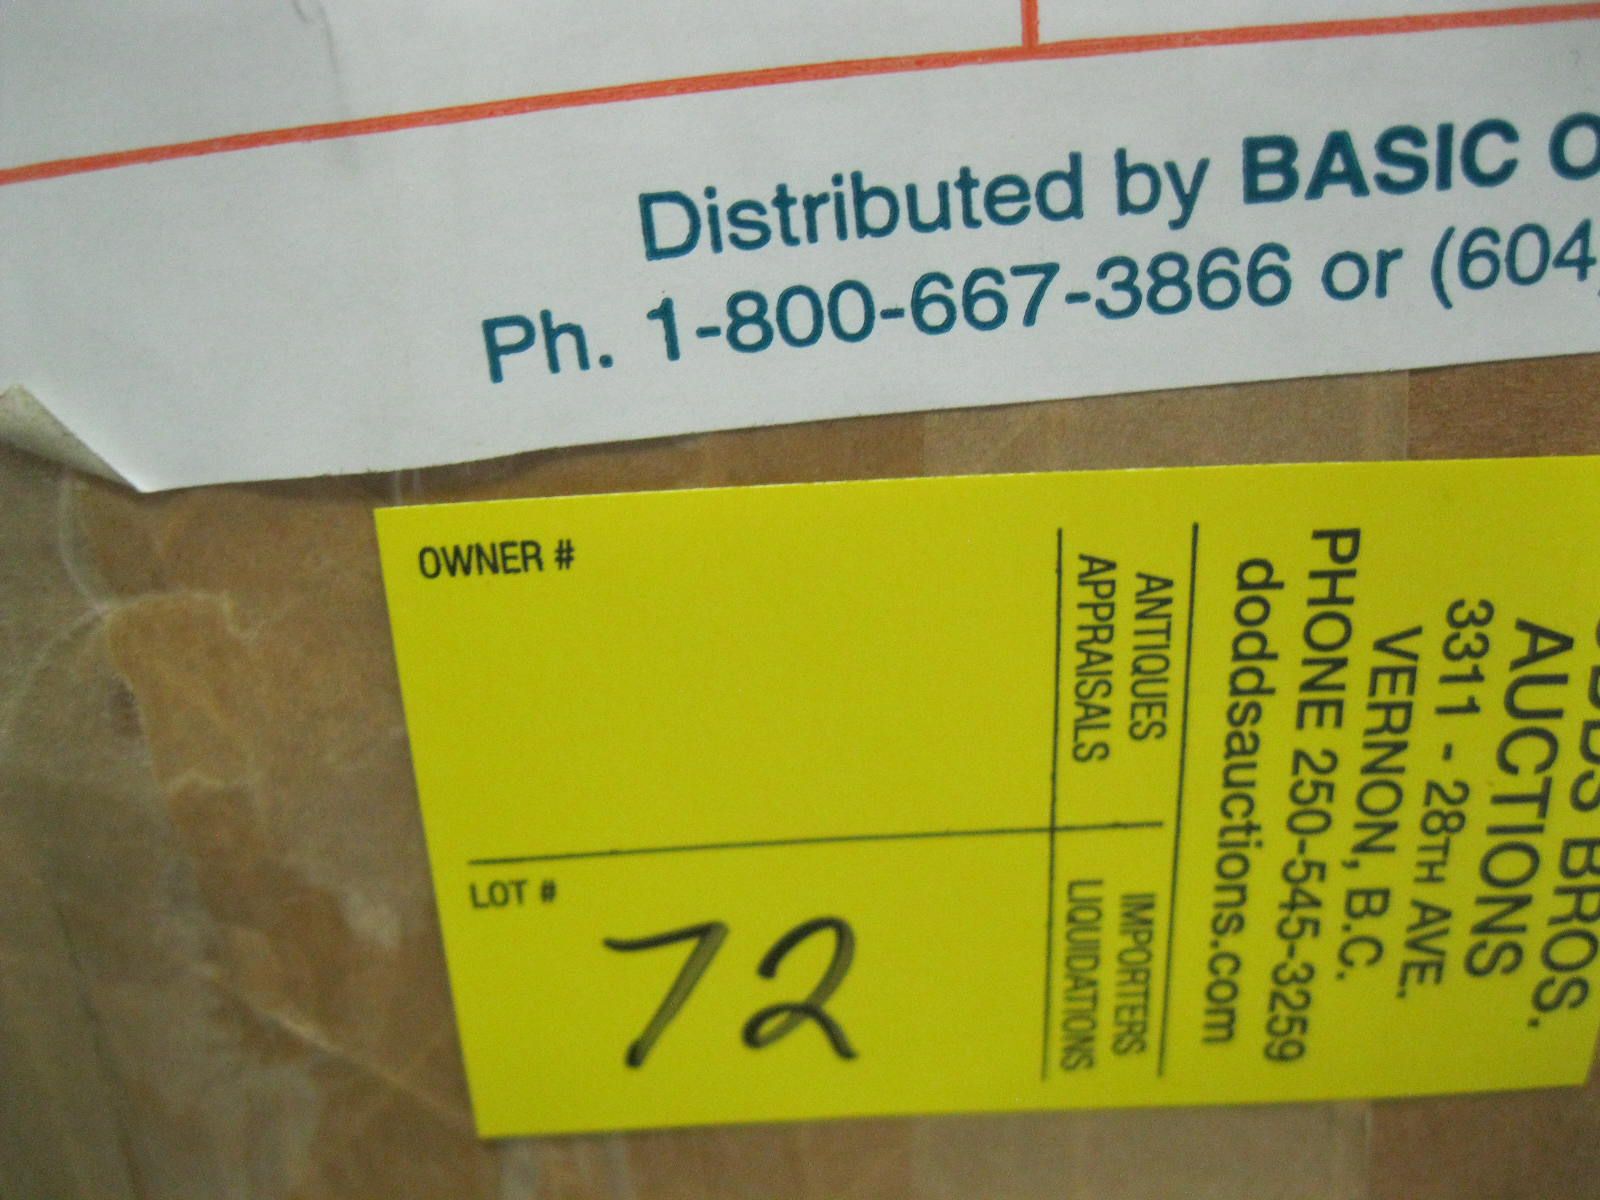 Distributed by BASIC
Ph. 1-800-667-3866 or (604
OWNER #
LOT #
72
BROS.
AUCTIONS
3311 - 28TH AVE.
VERNON, B.C.
PHONE 250-545-3259
doddsauctions.com
ANTIQUES IMPORTERS
APPRAISALS LIQUIDATIONS